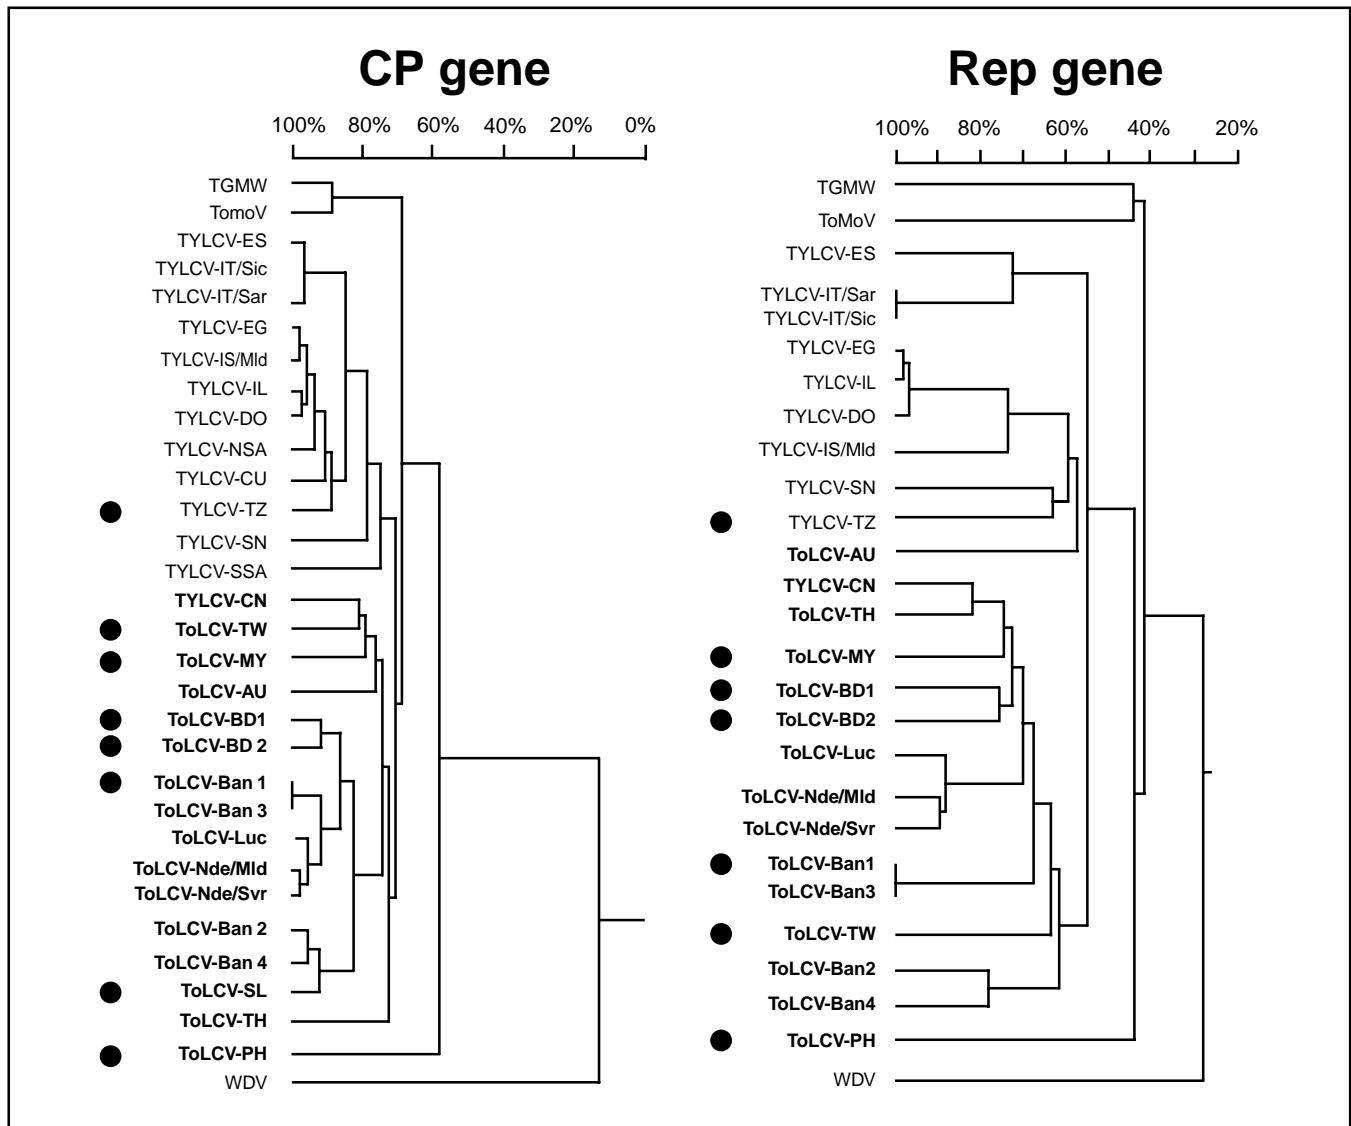 CP gene
100% 80% 60% 40% 20% 0%
TGMW
TomoV
TYLCV-ES
TYLCV-IT/Sic
TYLCV-IT/Sar
TYLCV-EG
TYLCV-IS/Mld
TYLCV-IL
TYLCV-DO
TYLCV-NSA
TYLCV-CU
TYLCV-TZ
TYLCV-SN
TYLCV-SSA
TYLCV-CN
ToLCV-TW
ToLCV-MY
ToLCV-AU
ToLCV-BD1
ToLCV-BD 2
ToLCV-Ban 1
ToLCV-Ban 3
ToLCV-Luc
ToLCV-Nde/Mld
ToLCV-Nde/Svr
ToLCV-Ban 2
ToLCV-Ban 4
ToLCV-SL
ToLCV-TH
ToLCV-PH
WDV
Rep gene
100% 80% 60% 40% 20%
TGMW
ToMoV
TYLCV-ES
TYLCV-IT/Sar
TYLCV-IT/Sic
TYLCV-EG
TYLCV-IL
TYLCV-DO
TYLCV-IS/Mld
TYLCV-SN
TYLCV-TZ
ToLCV-AU
TYLCV-CN
ToLCV-TH
ToLCV-MY
ToLCV-BD1
ToLCV-BD2
ToLCV-Luc
ToLCV-Nde/Mld
ToLCV-Nde/Svr
ToLCV-Ban1
ToLCV-Ban3
ToLCV-TW
ToLCV-Ban2
ToLCV-Ban4
ToLCV-PH
WDV